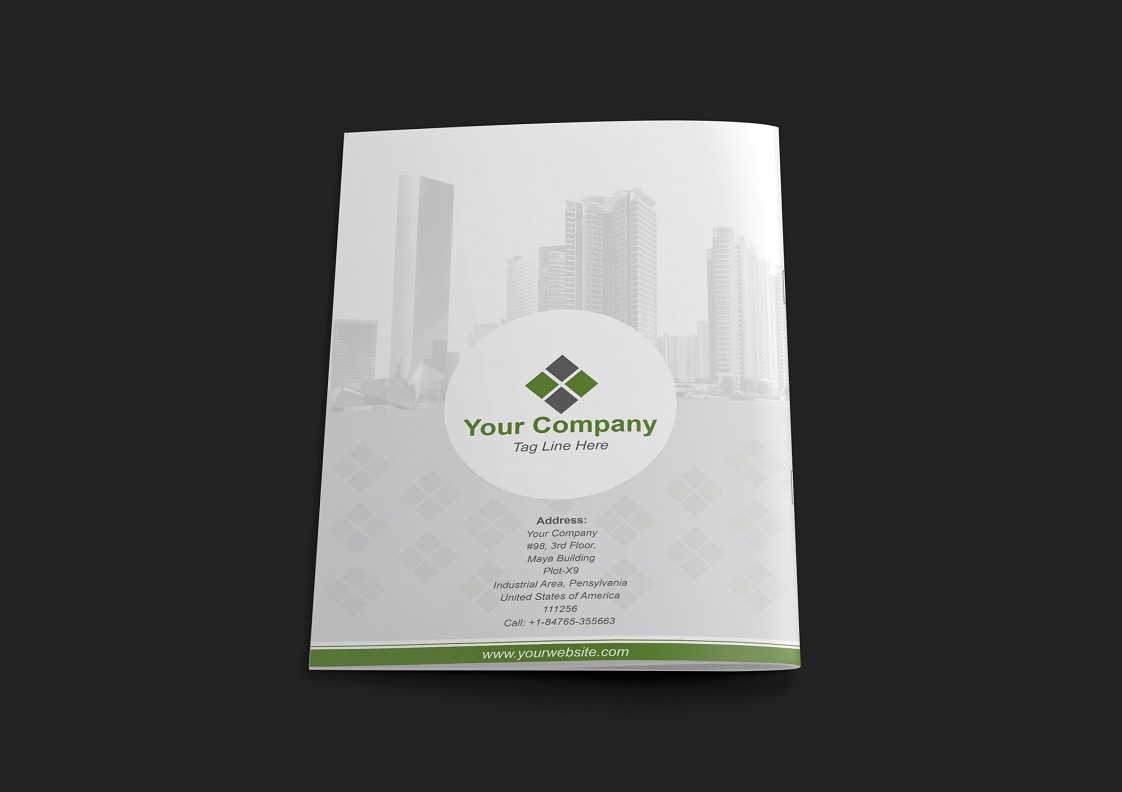 Your Company
Tag Line Here
Address:
Your Company
#98, 3rd Floor,
Maya Building
Plot-X9
Industrial Area, Pensylvania
United States of America
111256
Call: +1-84765-355663
www.yourwebsite.com